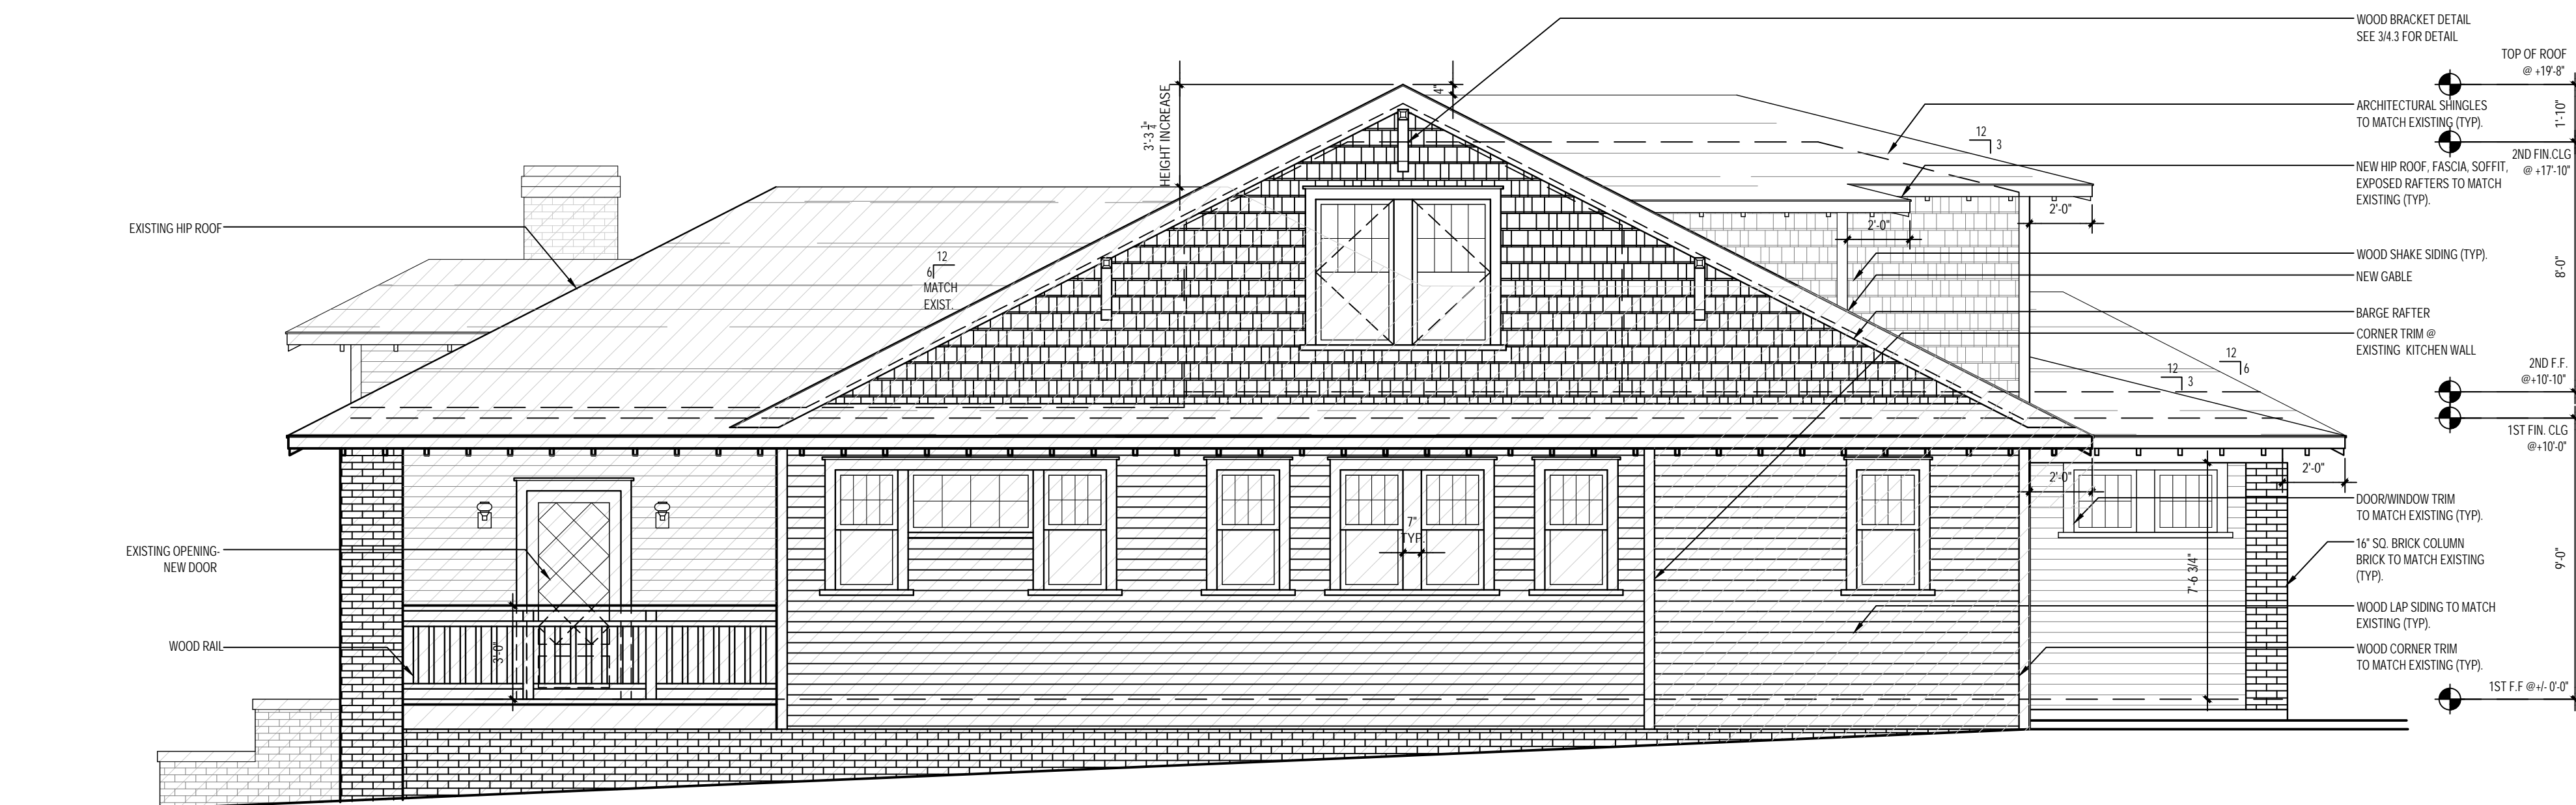 WOOD BRACKET DETAIL
SEE 3/4.3 FOR DETAIL
TOP OF ROOF
@ +19'-8"
ARCHITECTURAL SHINGLES
TO MATCH EXISTING (TYP).
1'-10"
2ND FIN.CLG
@ +17'-10"
NEW HIP ROOF, FASCIA, SOFFIT,
EXPOSED RAFTERS TO MATCH
EXISTING (TYP).
4"
3'-3 1/4"
HEIGHT INCREASE
12
3
2'-0"
2'-0"
EXISTING HIP ROOF
12
6
MATCH
EXIST.
WOOD SHAKE SIDING (TYP).
NEW GABLE
8'-0"
BARGE RAFTER
CORNER TRIM @
EXISTING KITCHEN WALL
12
6
12
3
2ND F.F.
@+10'-10"
1ST FIN. CLG
@+10'-0"
2'-0"
2'-0"
DOOR/WINDOW TRIM
TO MATCH EXISTING (TYP).
7"
TYP.
EXISTING OPENING-
NEW DOOR
16" SQ. BRICK COLUMN
BRICK TO MATCH EXISTING
(TYP).
9'-0"
7'-6 3/4"
WOOD LAP SIDING TO MATCH
EXISTING (TYP).
WOOD RAIL
3'-0"
WOOD CORNER TRIM
TO MATCH EXISTING (TYP).
1ST F.F @+/- 0'-0"